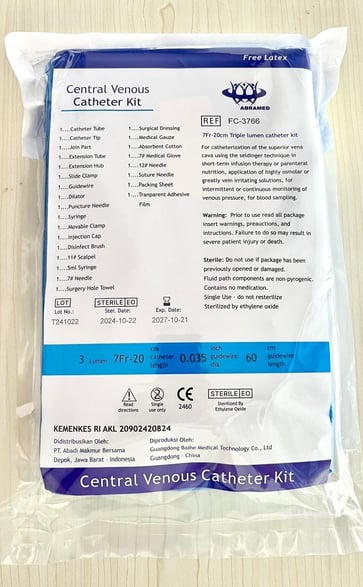 Free Latex
Central Venous
Catheter Kit
ABRAMED
REF FC-3766
1....Catheter Tube
1....Catheter Tip
1....Join Part
1....Extension Tube
1....Extension Hub
1....Slide Clamp
1....Guidewire
1....Dilator
1....Puncture Needle
1....Syringe
1....Movable Clamp
1....Injection Cap
1....Disinfect Brush
1....11# Scalpel
1....5ml Syringe
1....7# Needle
1....Surgery Hole Towel
1....Surgical Dressing
1....Medical Gauze
1....Absorbent Cotton
1....7# Medical Glove
1....12# Needle
1....Suture Needle
1....Packing Sheet
1....Tranparent Adhesive
Film
7Fr-20cm Triple lumen catheter kit
For catheterization of the superior vena
cava using the seldinger technique in
short-term infusion therapy or parenteral
nutrition, application of highly osmolar or
greatly vein irritating solutions, for
intermittent or continuous monitoring of
venous pressure, for blood sampling.
Warning: Prior to use read all package
insert warnings, preauctions, and
intructions. Failure to do so may result in
severe patient injury or death.
Sterile: Do not use if package has been
previously opened or damaged.
Fluid path components are non-pyrogenic.
Contains no medication.
Single Use - do not resterilize
Sterilized by ethylene oxide
LOT
Lot No.:
T241022
STERILE EO
Ster. Date:
2024-10-22
Exp. Date:
2027-10-21
3 Lumen 7Fr-20 cm catheter length 0.035 inch guidewire dia. 60 cm guidewire length
Read directions
Single use only
CE 2460
STERILE EO
Sterilized By
Ethylene Oxide
KEMENKES RI AKL 20902420824
Didistribusikan Oleh:
PT. Abadi Makmur Bersama
Depok, Jawa Barat - Indonesia
Diproduksi Oleh:
Guangdong Baihe Medical Technology Co., Ltd
Guangdong - China
Central Venous Catheter Kit